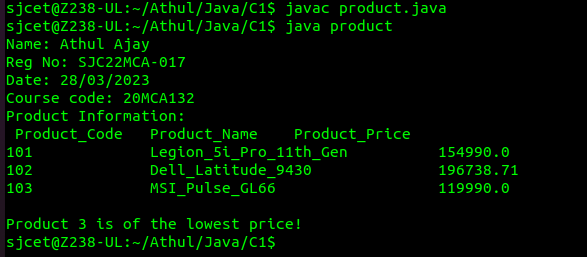 sjcet@Z238-UL:~/Athul/Java/C1$ javac product.java
sjcet@Z238-UL:~/Athul/Java/C1$ java product
Name: Athul Ajay
Reg No: SJC22MCA-017
Date: 28/03/2023
Course code: 20MCA132
Product Information:
 Product_Code   Product_Name    Product_Price
101             Legion_5i_Pro_11th_Gen          154990.0
102             Dell_Latitude_9430              196738.71
103             MSI_Pulse_GL66                  119990.0

Product 3 is of the lowest price!
sjcet@Z238-UL:~/Athul/Java/C1$